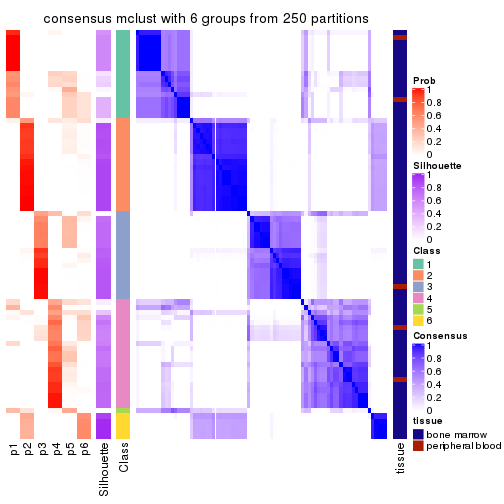 consensus mclust with 6 groups from 250 partitions
Prob
1
0.8
0.6
0.4
0.2
0
Silhouette
1
0.8
0.6
0.4
0.2
0
Class
1
2
3
4
5
6
Consensus
1
0.8
0.6
0.4
0.2
0
tissue
bone marrow
peripheral blood
p1
p2
p3
p4
p5
p6
Silhouette
Class
tissue